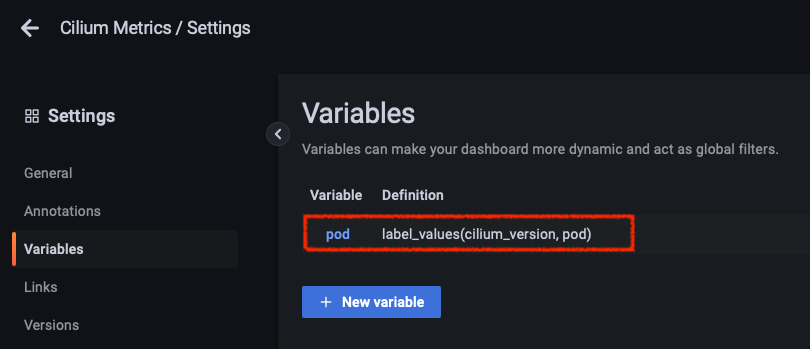 Cilium Metrics / Settings
Settings
General
Annotations
Variables
Links
Versions
Variables
Variables can make your dashboard more dynamic and act as global filters.
Variable Definition
pod label_values(cilium_version, pod)
+ New variable